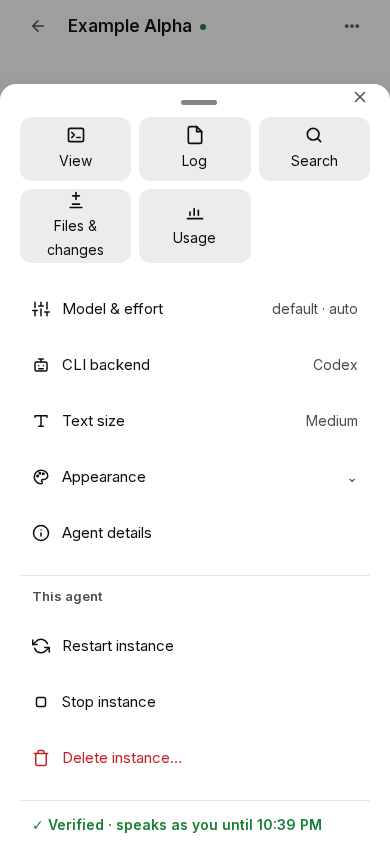 Example Alpha
View
Log
Search
Files &
changes
Usage
Model & effort
default · auto
CLI backend
Codex
Text size
Medium
Appearance
Agent details
This agent
Restart instance
Stop instance
Delete instance...
✓ Verified · speaks as you until 10:39 PM